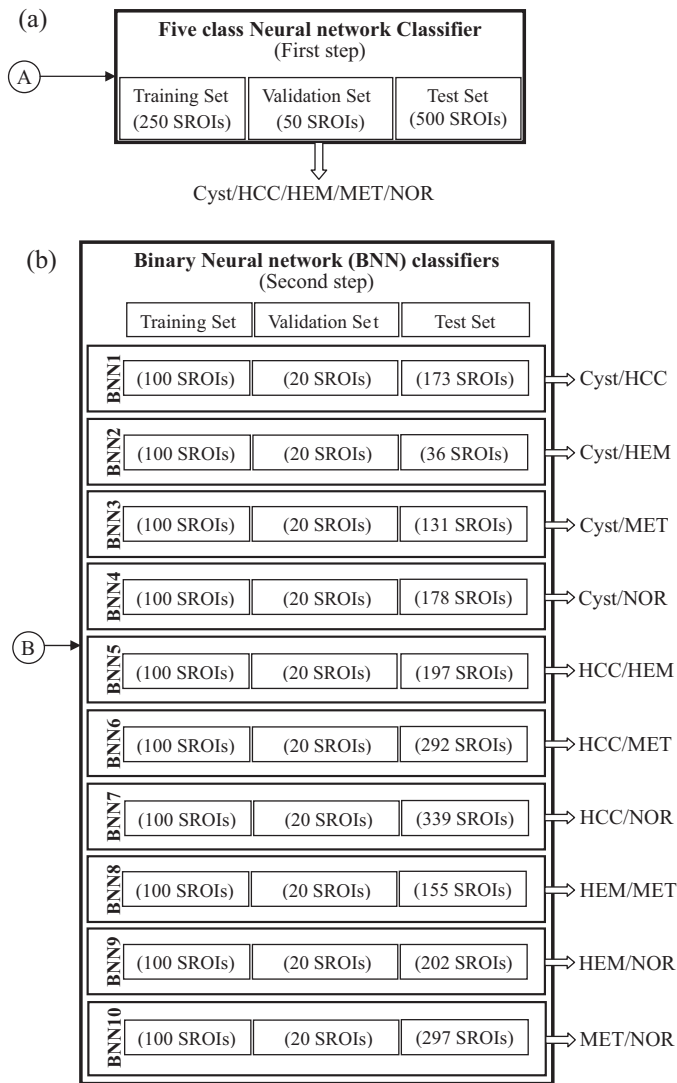 (a)
Five class Neural network Classifier
(First step)
A
Training Set Validation Set Test Set
(250 SROIs) (50 SROIs) (500 SROIs)
Cyst/HCC/HEM/MET/NOR
(b)
Binary Neural network (BNN) classifiers
(Second step)
Training Set Validation Set Test Set
BNN1 (100 SROIs) (20 SROIs) (173 SROIs) Cyst/HCC
BNN2 (100 SROIs) (20 SROIs) (36 SROIs) Cyst/HEM
BNN3 (100 SROIs) (20 SROIs) (131 SROIs) Cyst/MET
BNN4 (100 SROIs) (20 SROIs) (178 SROIs) Cyst/NOR
B
BNN5 (100 SROIs) (20 SROIs) (197 SROIs) HCC/HEM
BNN6 (100 SROIs) (20 SROIs) (292 SROIs) HCC/MET
BNN7 (100 SROIs) (20 SROIs) (339 SROIs) HCC/NOR
BNN8 (100 SROIs) (20 SROIs) (155 SROIs) HEM/MET
BNN9 (100 SROIs) (20 SROIs) (202 SROIs) HEM/NOR
BNN10 (100 SROIs) (20 SROIs) (297 SROIs) MET/NOR